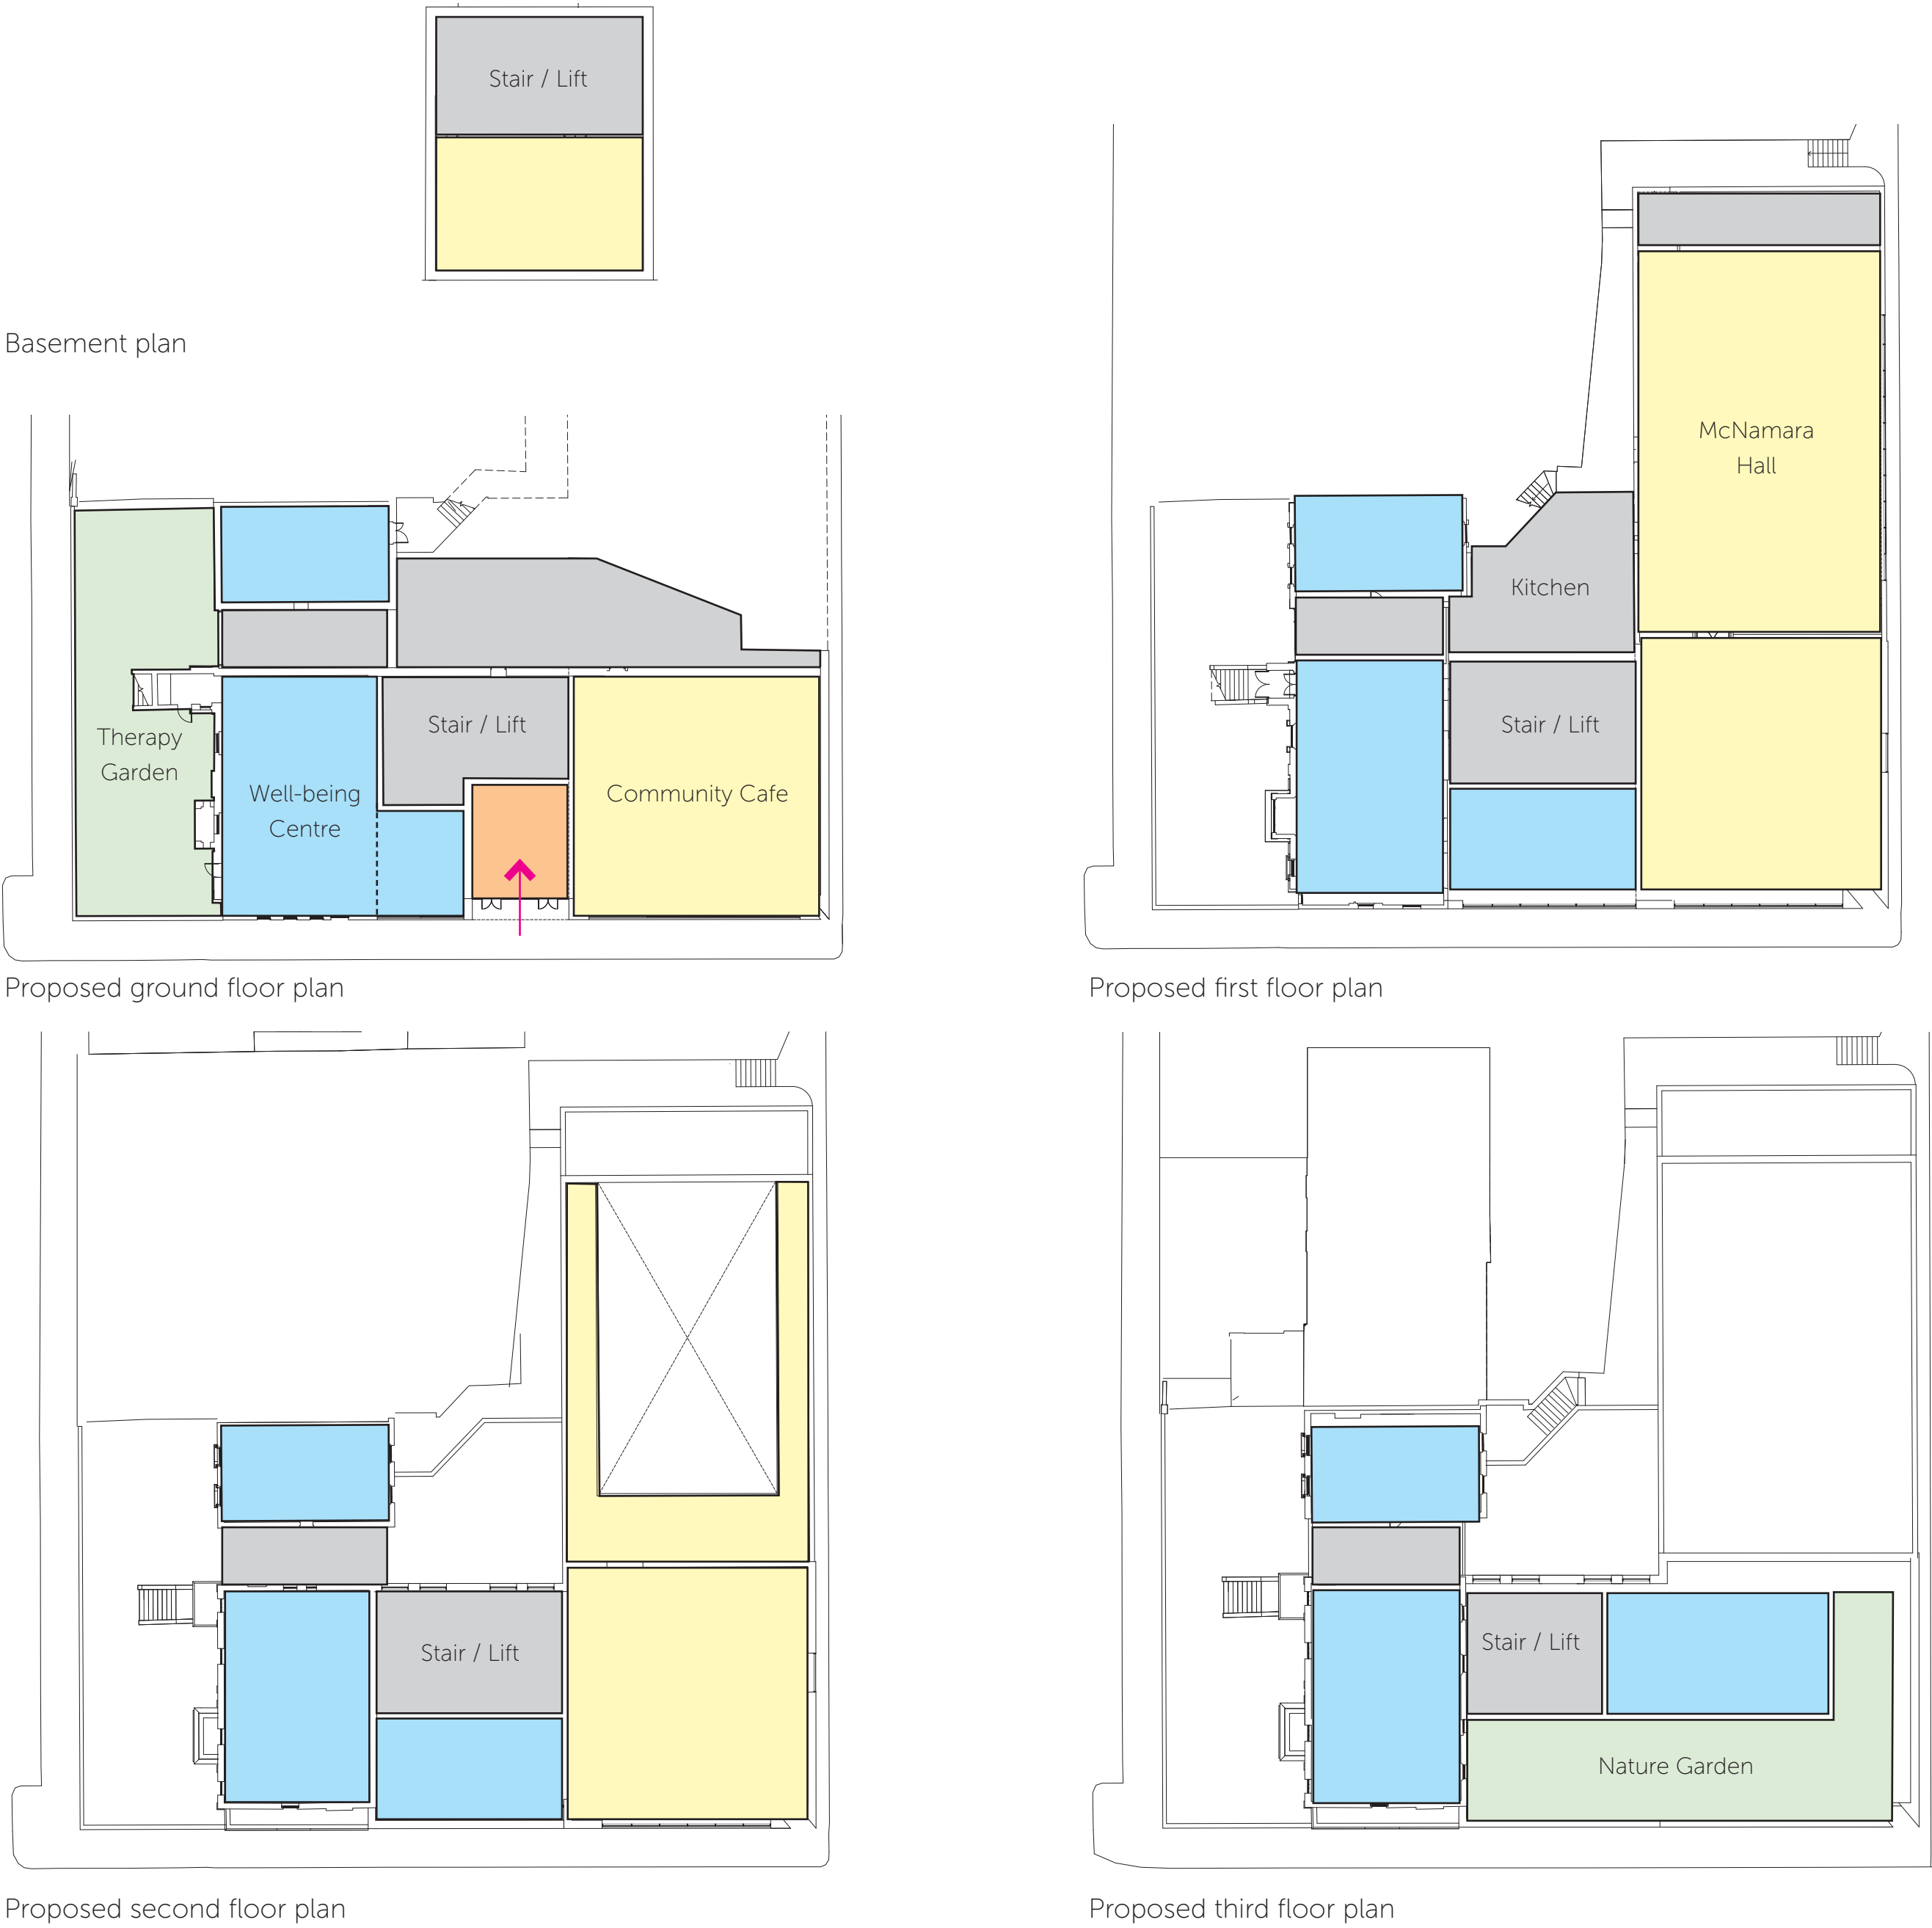 Stair / Lift
Basement plan
Therapy
Garden
Well-being
Centre
Stair / Lift
Community Cafe
Proposed ground floor plan
McNamara
Hall
Kitchen
Stair / Lift
Proposed first floor plan
Stair / Lift
Proposed second floor plan
Stair / Lift
Nature Garden
Proposed third floor plan